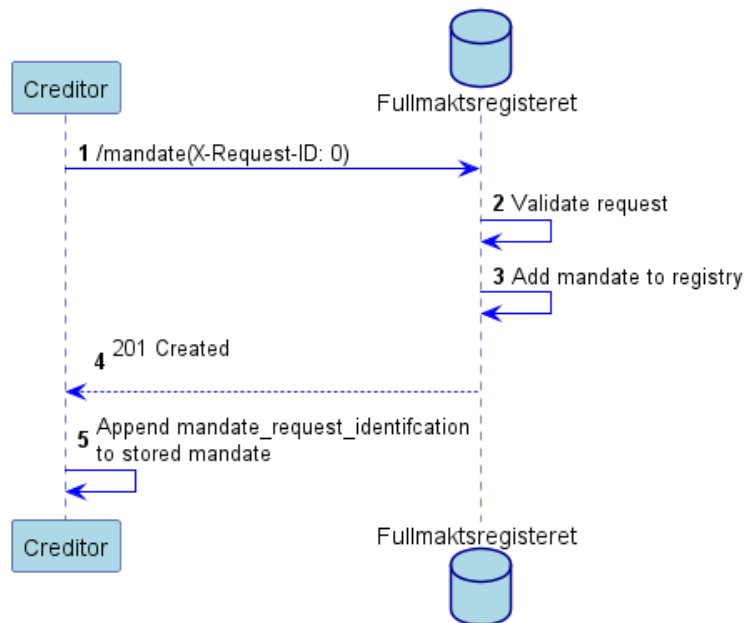 Creditor
Fullmaktsregisteret
1 /mandate(X-Request-ID: 0)
2 Validate request
3 Add mandate to registry
4 201 Created
5 Append mandate_request_identifcation
to stored mandate
Creditor
Fullmaktsregisteret